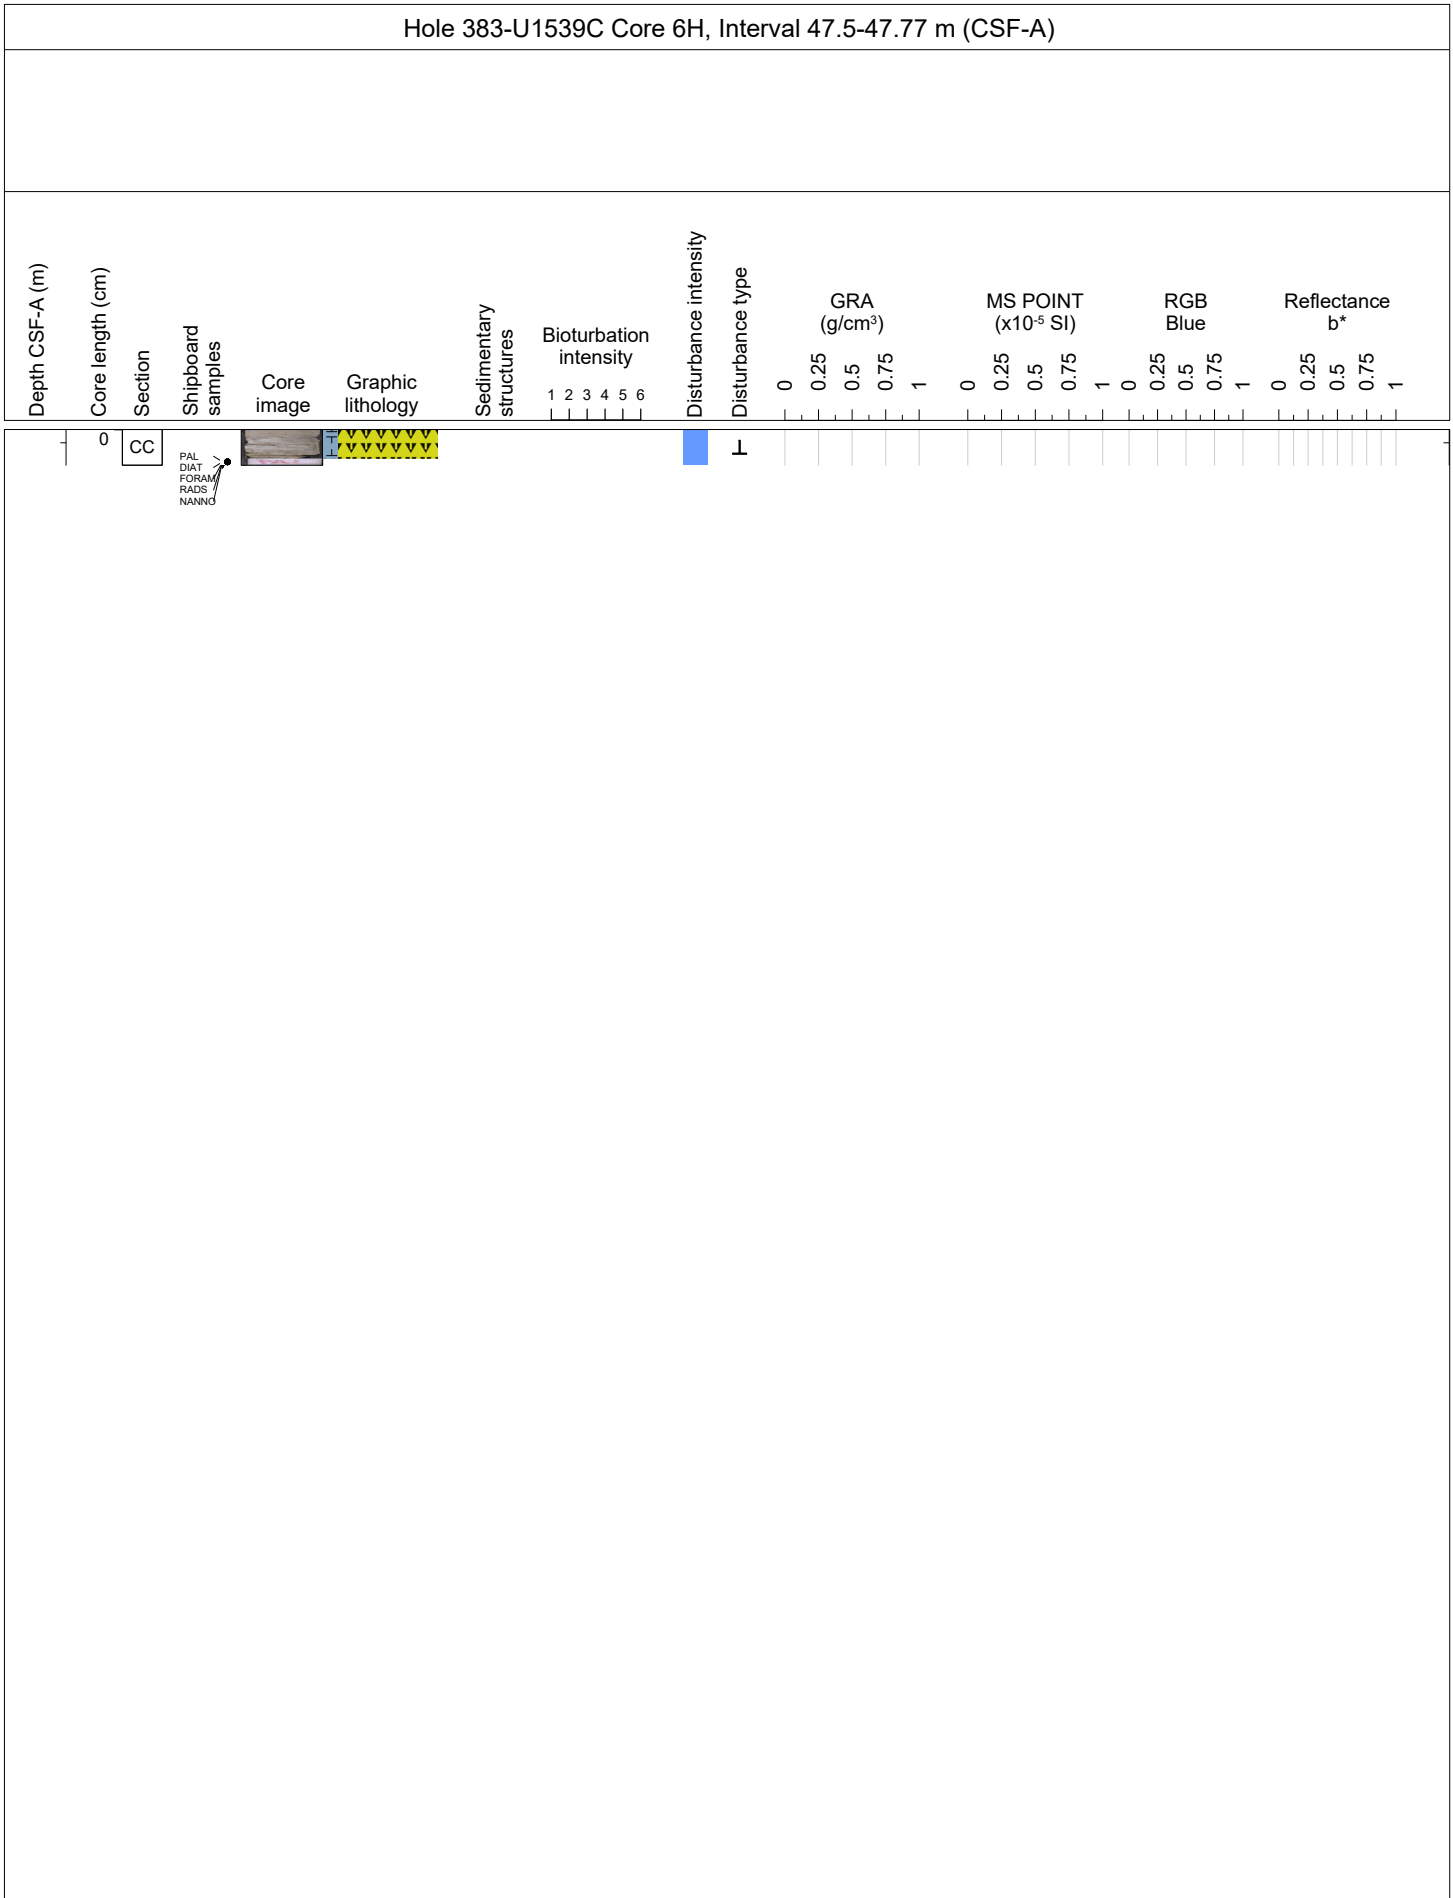 Hole 383-U1539C Core 6H, Interval 47.5-47.77 m (CSF-A)
Depth CSF-A (m)
Core length (cm)
Section
Shipboard
samples
Core
image
Graphic
lithology
Sedimentary
structures
Bioturbation
intensity
1 2 3 4 5 6
Disturbance intensity
Disturbance type
GRA
(g/cm³)
0 0.25 0.5 0.75 1
MS POINT
(x10⁻⁵ SI)
0 0.25 0.5 0.75 1
RGB
Blue
0 0.25 0.5 0.75 1
Reflectance
b*
0 0.25 0.5 0.75 1
0
CC
PAL
DIAT
FORAM
RADS
NANNO